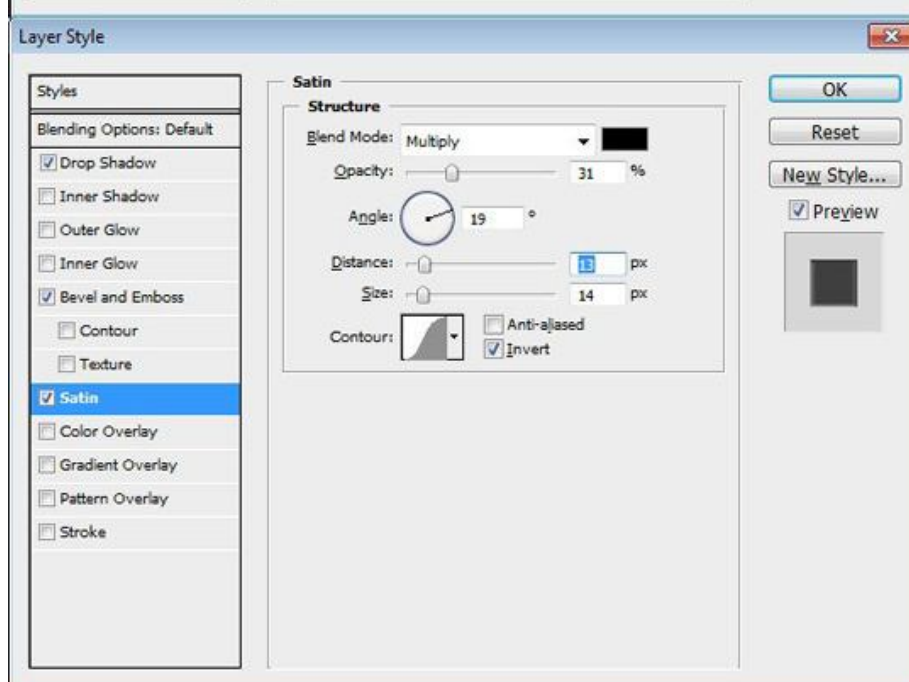 Layer Style
Styles
Blending Options: Default
Drop Shadow
Inner Shadow
Outer Glow
Inner Glow
Bevel and Emboss
Contour
Texture
Satin
Color Overlay
Gradient Overlay
Pattern Overlay
Stroke
Satin
Structure
Blend Mode: Multiply
Opacity: 31 %
Angle: 19 °
Distance: 13 px
Size: 14 px
Contour:
Anti-aliased
Invert
OK
Reset
New Style...
Preview